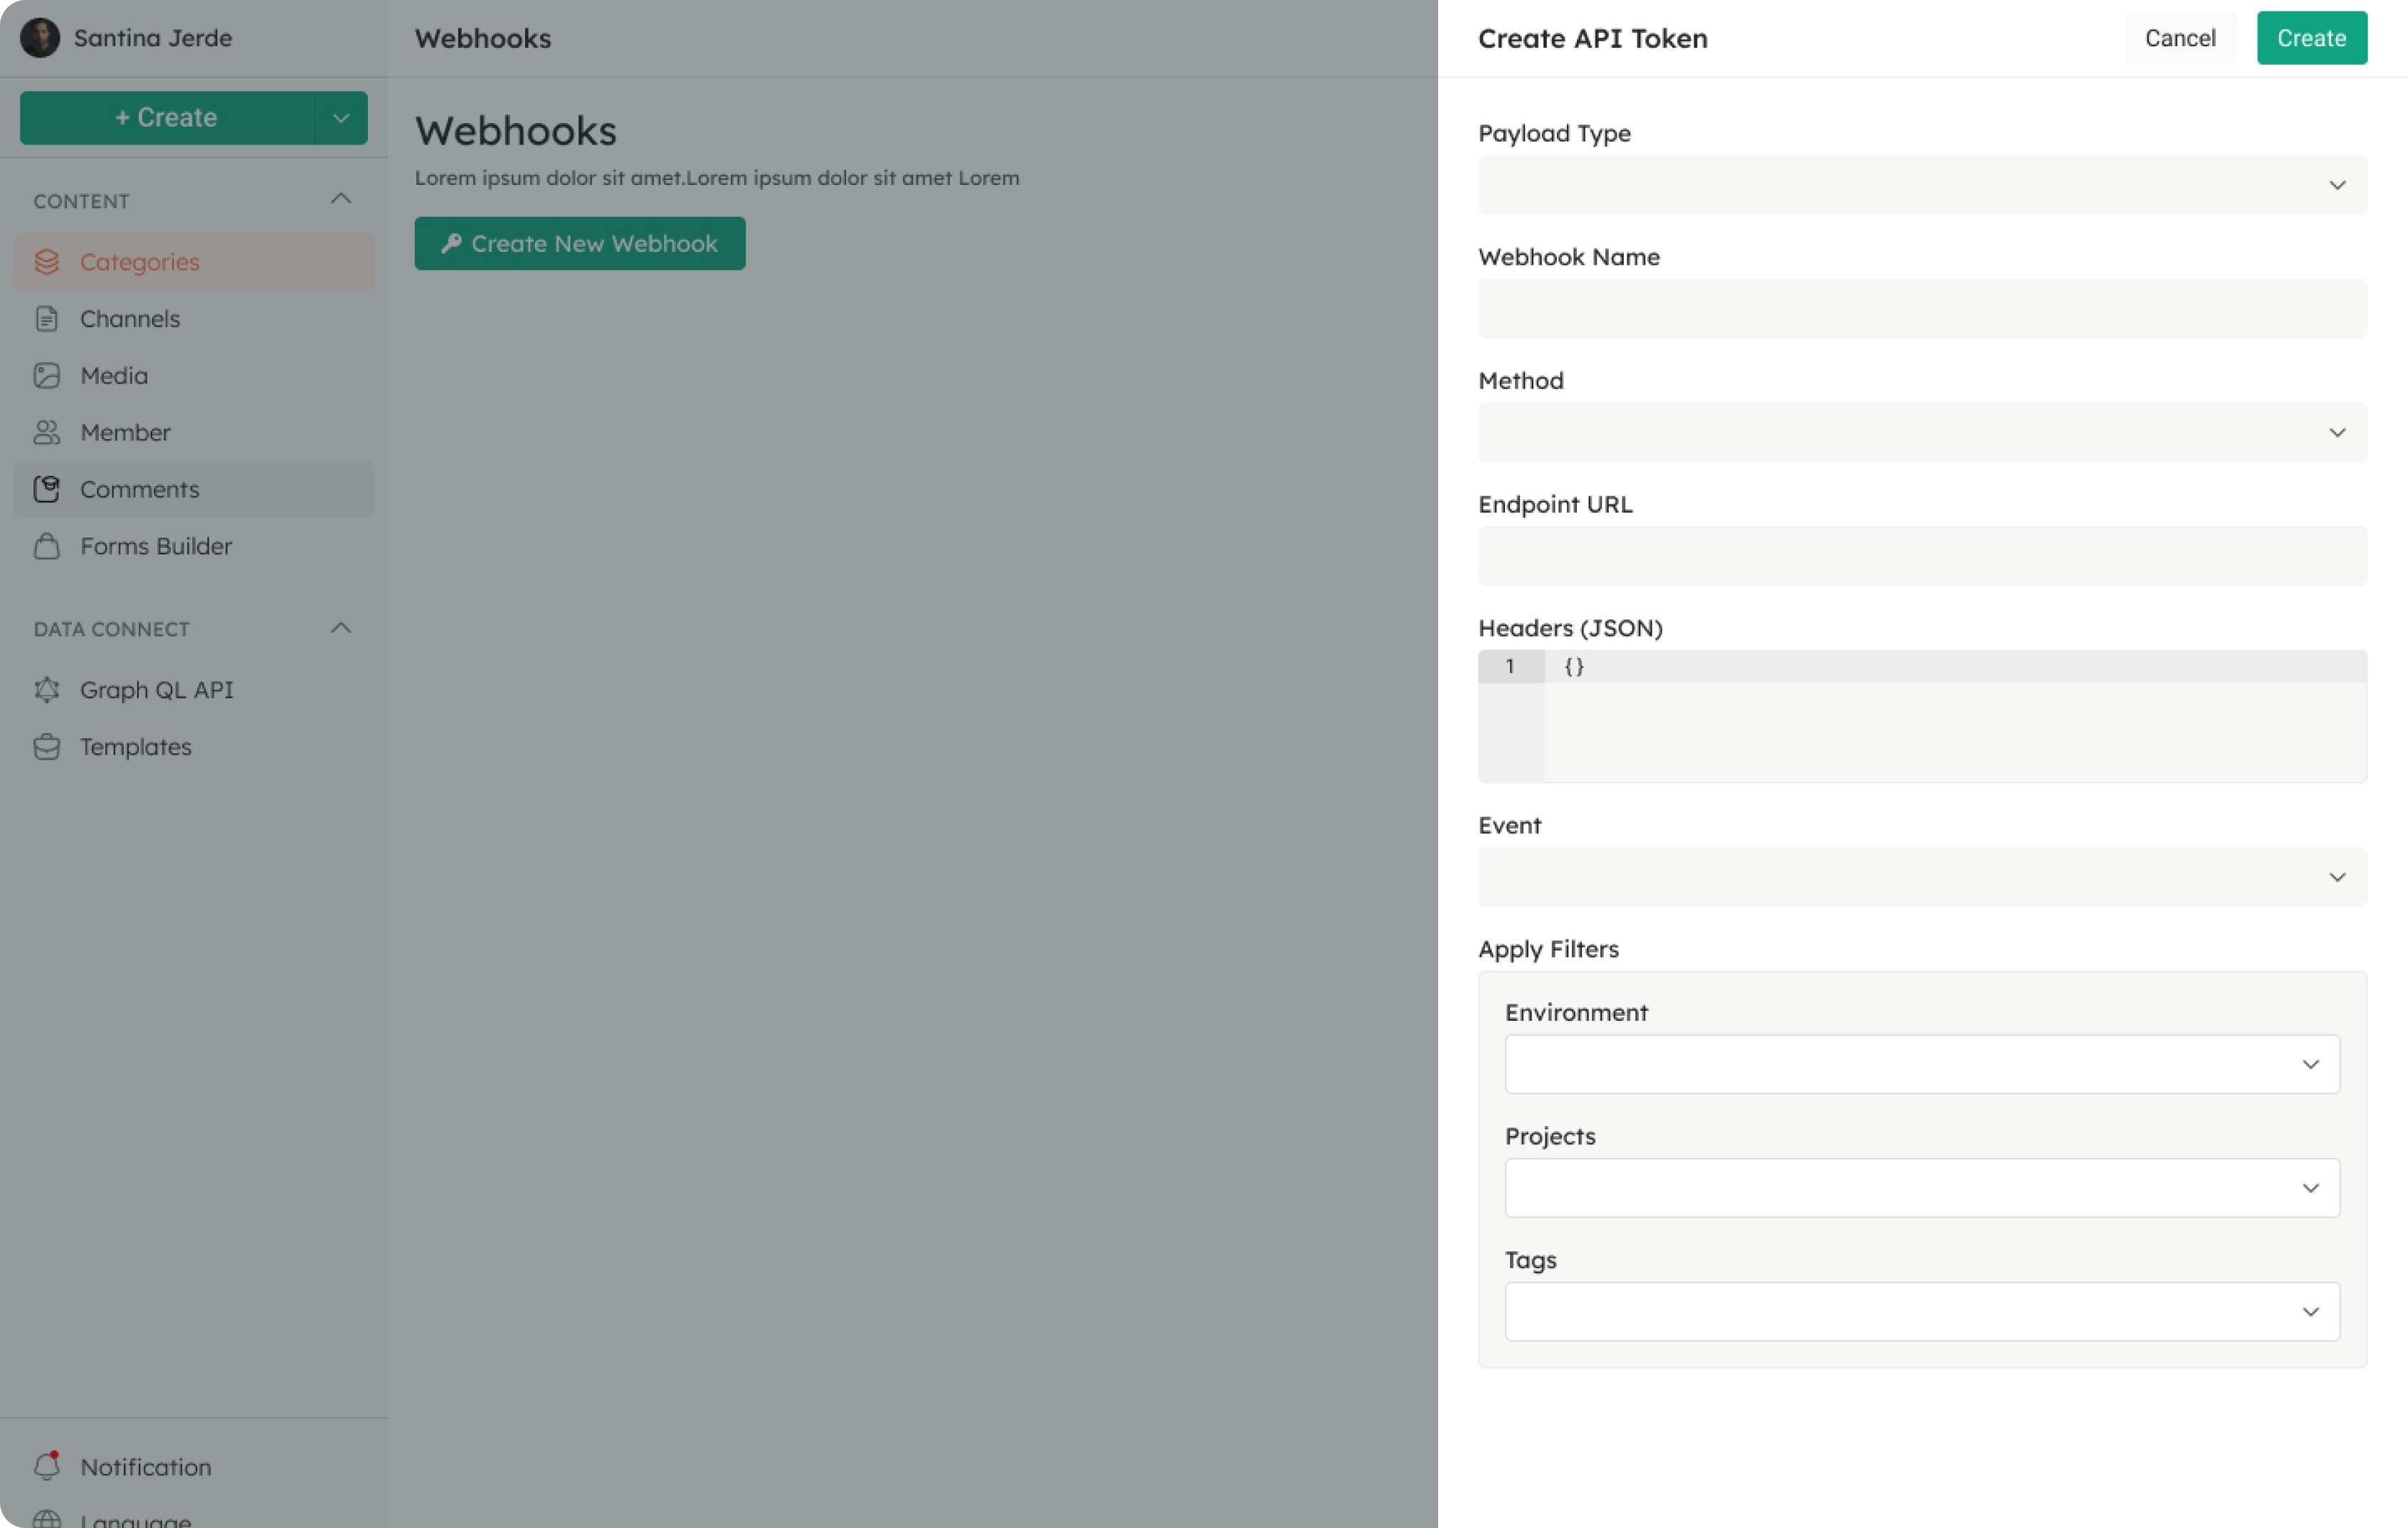 Santina Jerde
+ Create
CONTENT
Categories
Channels
Media
Member
Comments
Forms Builder
DATA CONNECT
Graph QL API
Templates
Notification
Language
Webhooks
Webhooks
Lorem ipsum dolor sit amet.Lorem ipsum dolor sit amet Lorem
Create New Webhook
Create API Token
Cancel
Create
Payload Type
Webhook Name
Method
Endpoint URL
Headers (JSON)
1 {}
Event
Apply Filters
Environment
Projects
Tags